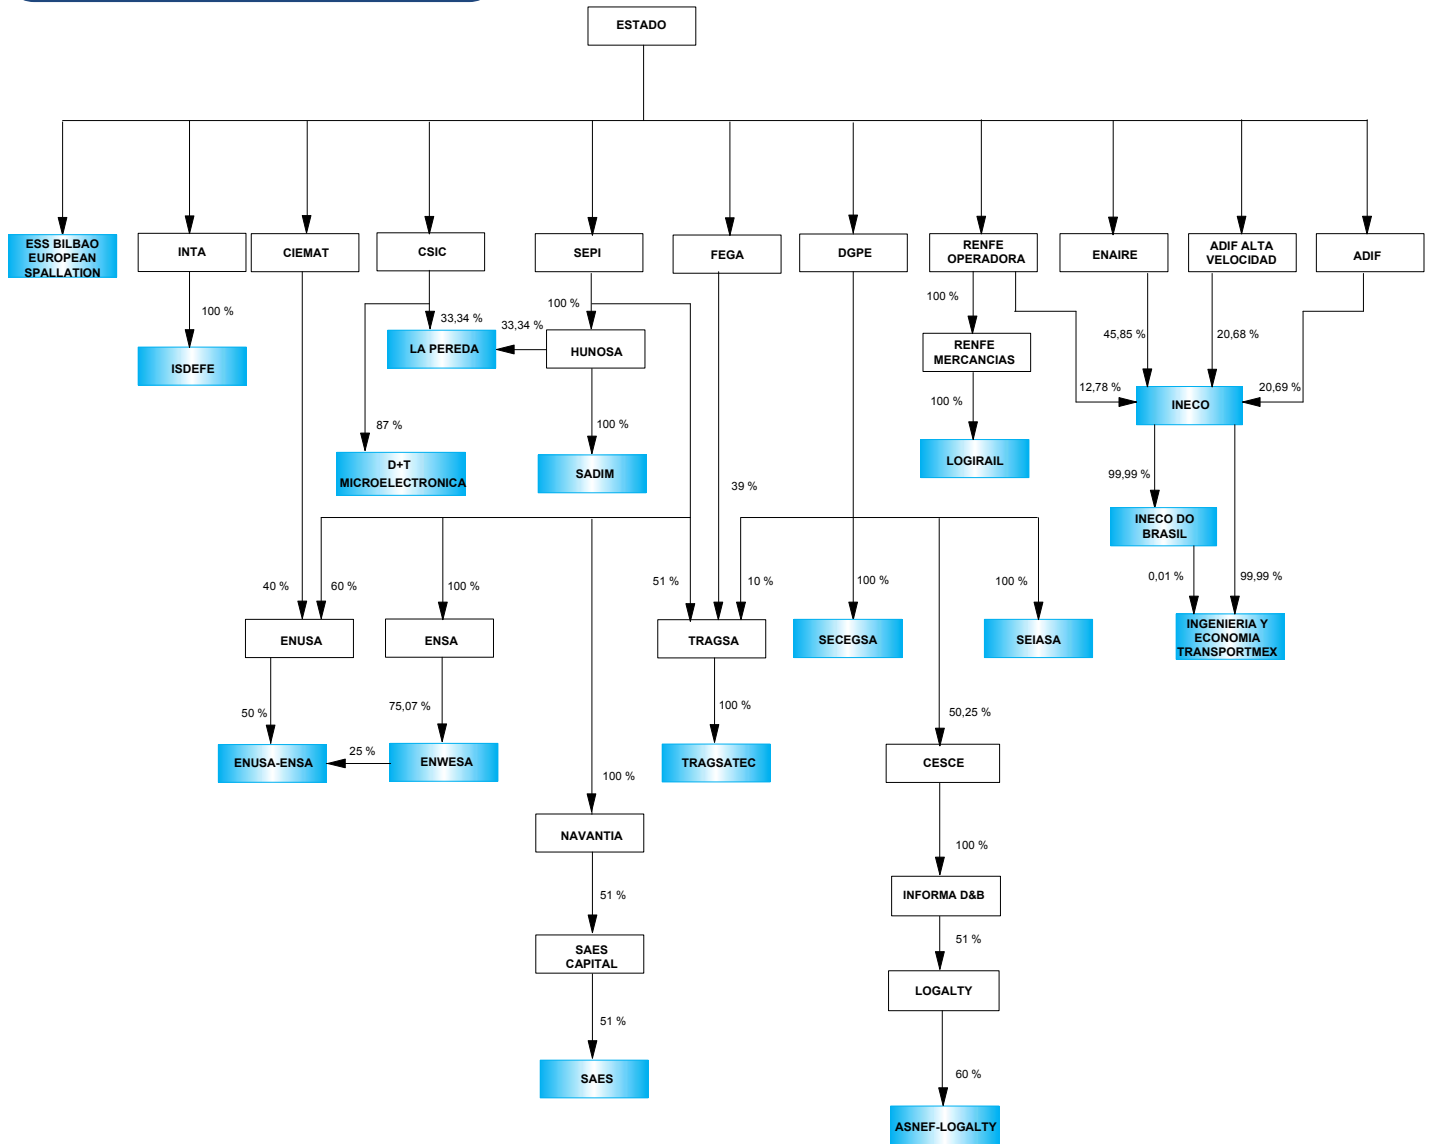 ESTADO
ESS BILBAO
EUROPEAN
SPALLATION
INTA
CIEMAT
CSIC
SEPI
FEGA
DGPE
RENFE
OPERADORA
ENAIRE
ADIF ALTA
VELOCIDAD
ADIF
100 %
33,34 %
33,34 %
100 %
100 %
45,85 %
20,68 %
ISDEFE
LA PEREDA
HUNOSA
RENFE
MERCANCIAS
12,78 %
20,69 %
INECO
87 %
100 %
100 %
D+T
MICROELECTRONICA
SADIM
LOGIRAIL
39 %
99,99 %
INECO DO
BRASIL
40 %
60 %
100 %
51 %
10 %
100 %
100 %
0,01 %
99,99 %
ENUSA
ENSA
TRAGSA
SECEGSA
SEIASA
INGENIERIA Y
ECONOMIA
TRANSPORTMEX
50 %
75,07 %
100 %
50,25 %
ENUSA-ENSA
25 %
ENWESA
TRAGSATEC
CESCE
100 %
NAVANTIA
100 %
51 %
INFORMA D&B
51 %
SAES
CAPITAL
LOGALTY
51 %
SAES
60 %
ASNEF-LOGALTY